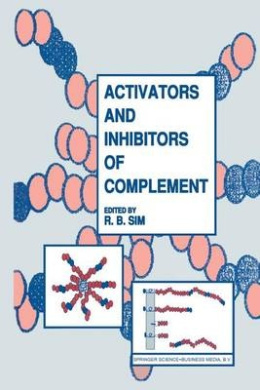 ACTIVATORS
AND
INHIBITORS
OF
COMPLEMENT
EDITED BY
R. B. SIM
SPRINGER SCIENCE+BUSINESS MEDIA, B.V.